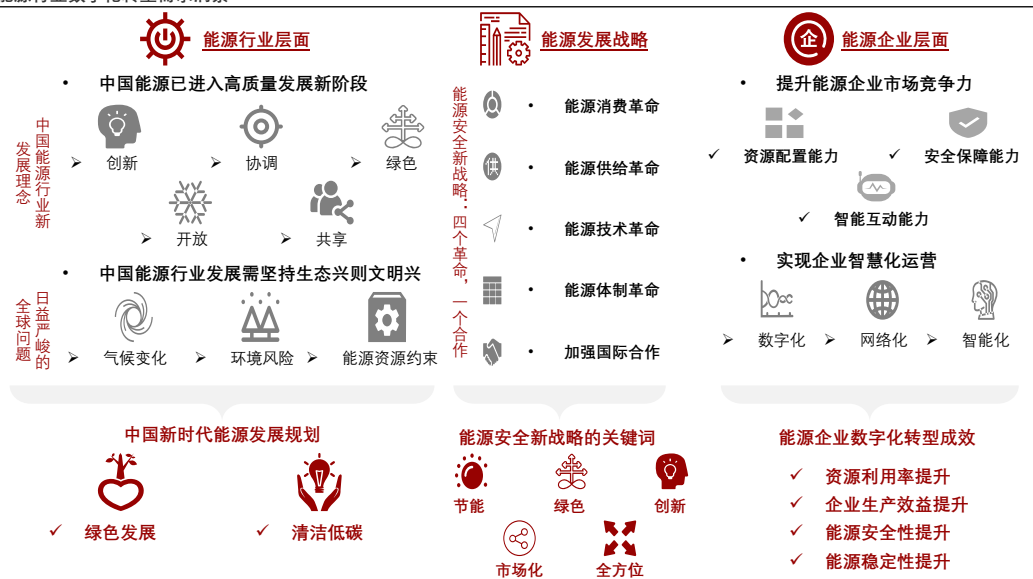 能源行业层面
中国能源已进入高质量发展新阶段
中国能源行业新发展理念
创新
协调
绿色
开放
共享
中国能源行业发展需坚持生态兴则文明兴
日益严峻的全球问题
气候变化
环境风险
能源资源约束
中国新时代能源发展规划
绿色发展
清洁低碳
能源发展战略
能源安全新战略：四个革命，一个合作
能源消费革命
供
能源供给革命
能源技术革命
能源体制革命
加强国际合作
能源安全新战略的关键词
节能
绿色
创新
市场化
全方位
企
能源企业层面
提升能源企业市场竞争力
资源配置能力
安全保障能力
智能互动能力
实现企业智慧化运营
数字化
网络化
智能化
能源企业数字化转型成效
资源利用率提升
企业生产效益提升
能源安全性提升
能源稳定性提升